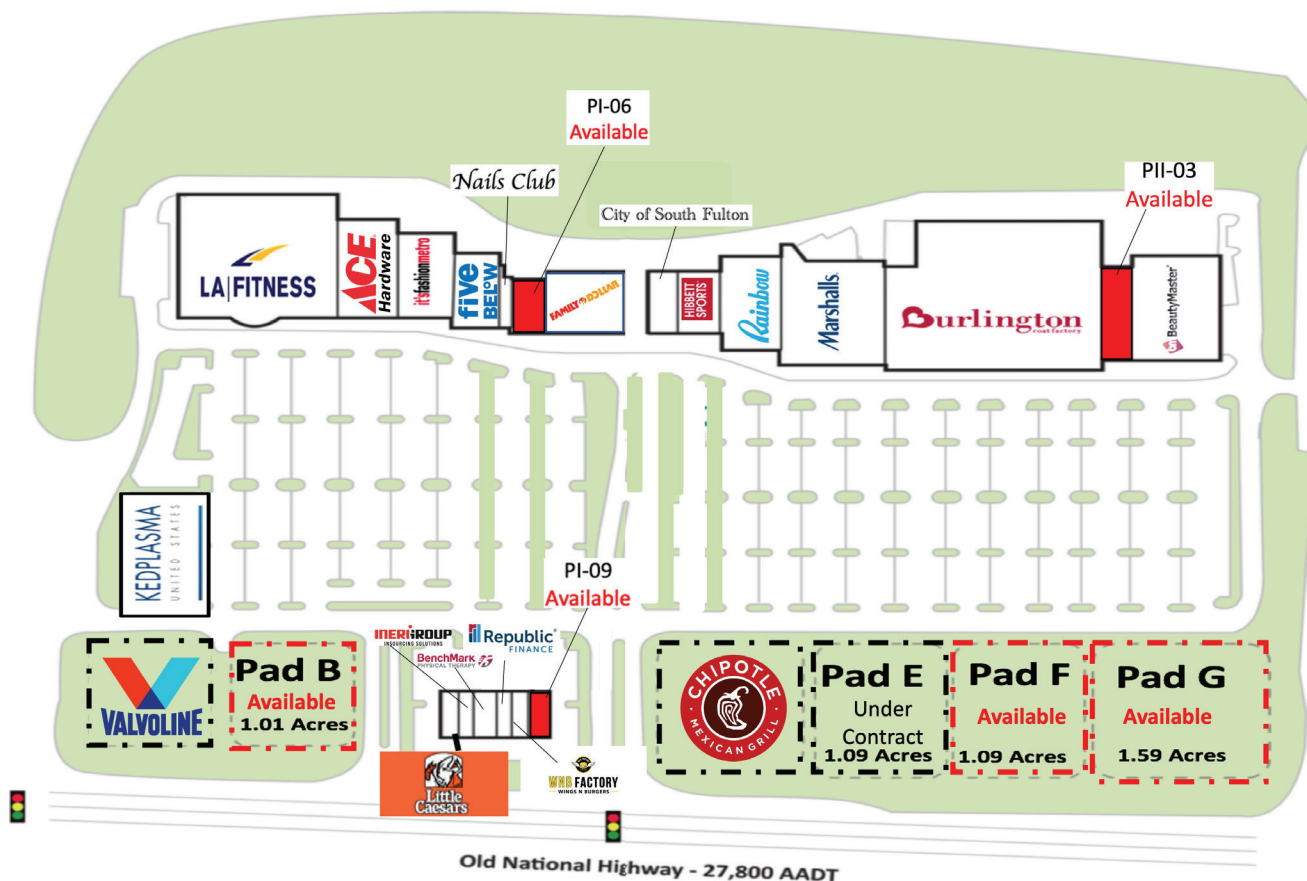 PI-06
Available
Nails Club
City of South Fulton
PII-03
Available
LA|FITNESS
ACE
Hardware
it'sfashionmetro
fiVe
BELOW
FAMILY DOLLAR
HIBBETT
SPORTS
Rainbow
Marshalls
Burlington
coat factory
BeautyMaster
KEDPLASMA
UNITED STATES
PI-09
Available
INERGROUP
INSOURCING SOLUTIONS
Republic
FINANCE
BenchMark
PHYSICAL THERAPY
VALVOLINE
Pad B
Available
1.01 Acres
Little
Caesars
WNB FACTORY
WINGS N BURGERS
CHIPOTLE
MEXICAN GRILL
Pad E
Under
Contract
1.09 Acres
Pad F
Available
1.09 Acres
Pad G
Available
1.59 Acres
Old National Highway - 27,800 AADT